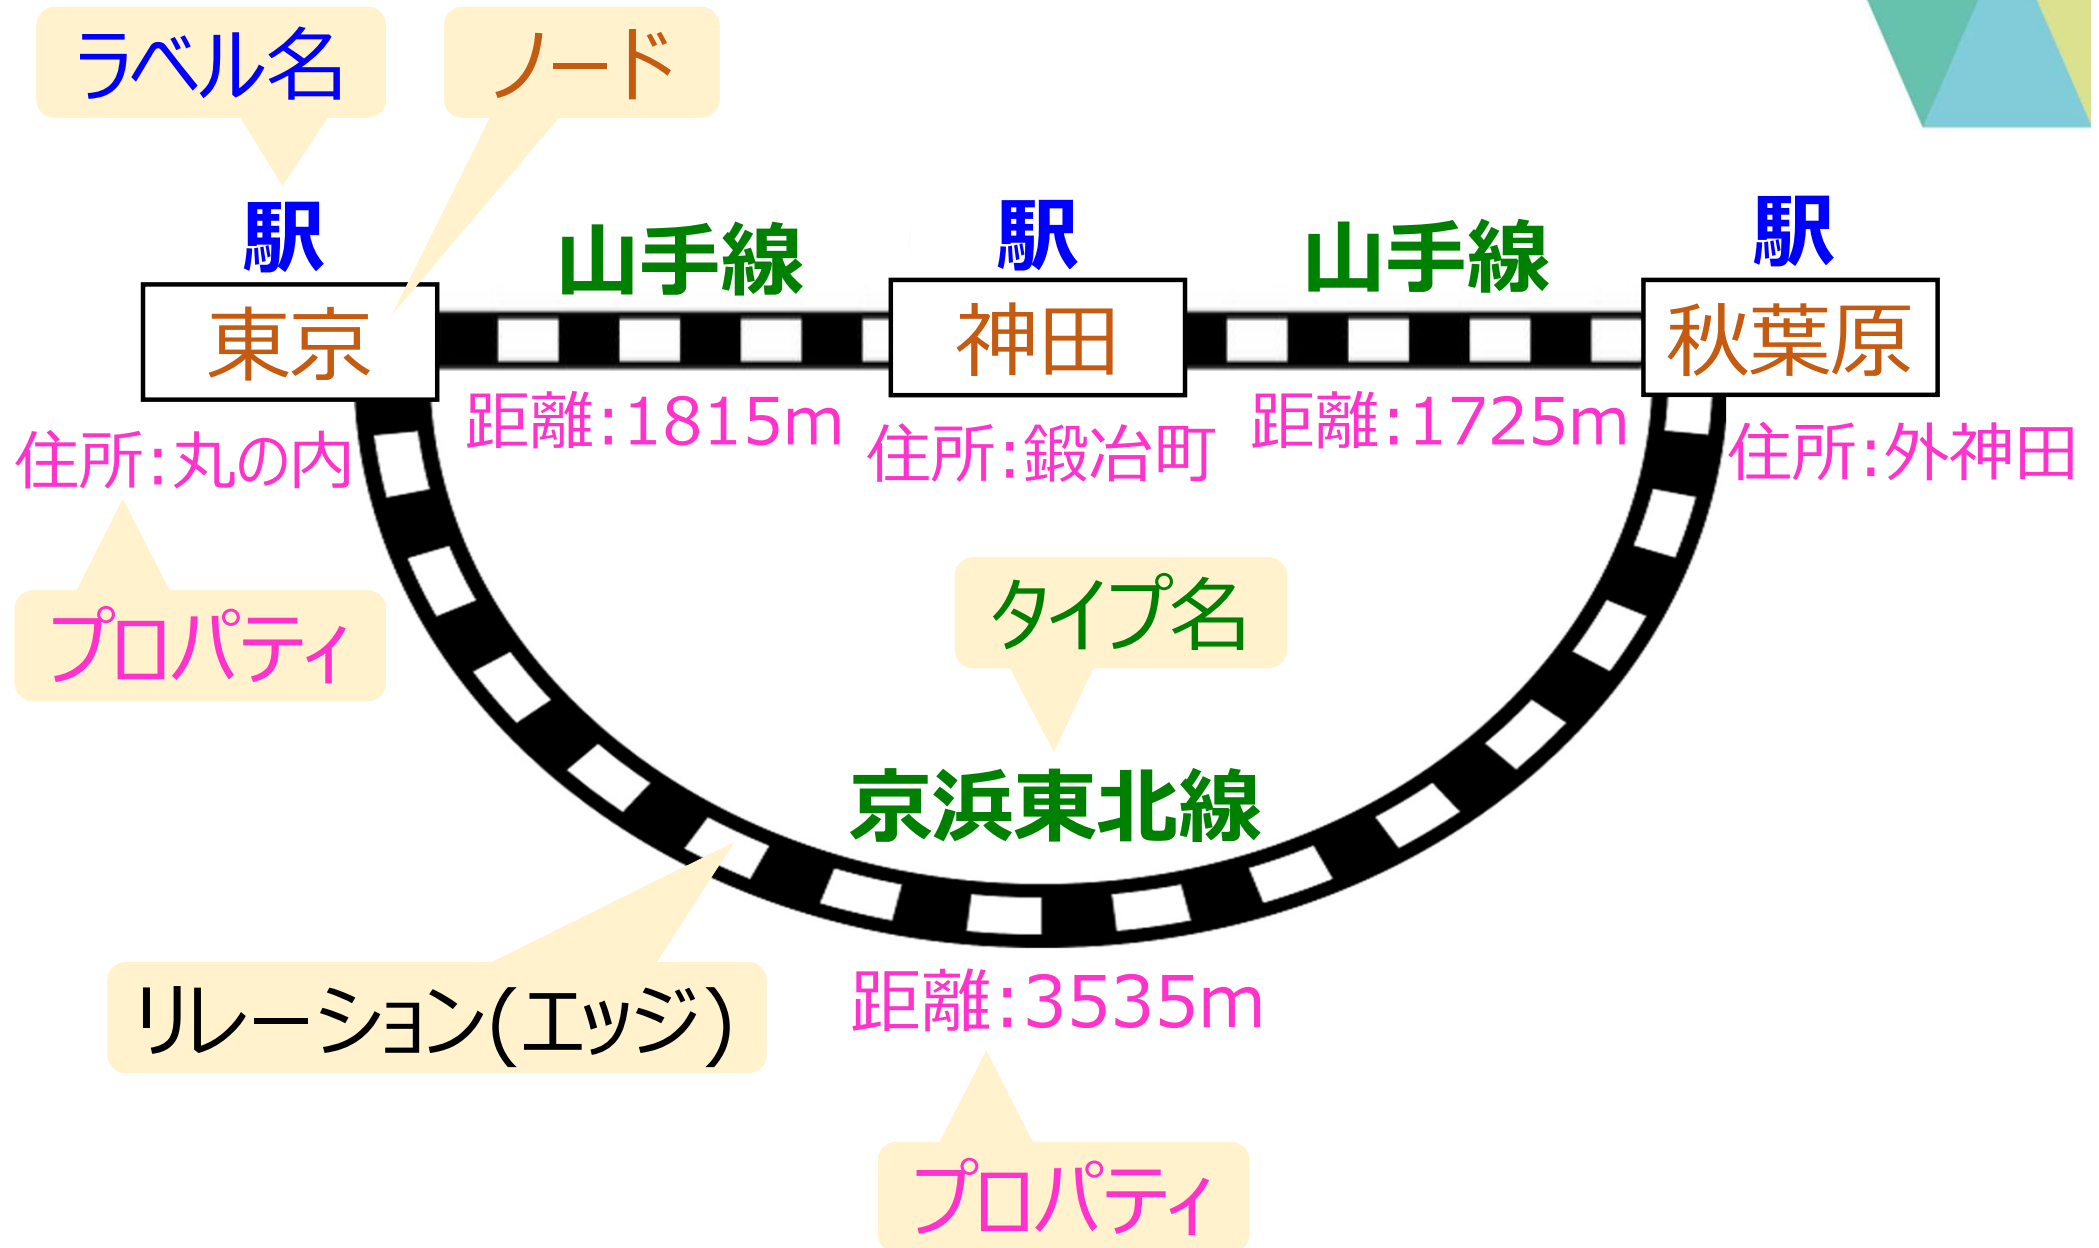 ラベル名
ノード
駅
山手線
駅
山手線
駅
東京
神田
秋葉原
距離:1815m
距離:1725m
住所:丸の内
住所:鍛冶町
住所:外神田
プロパティ
タイプ名
京浜東北線
リレーション(エッジ)
距離:3535m
プロパティ